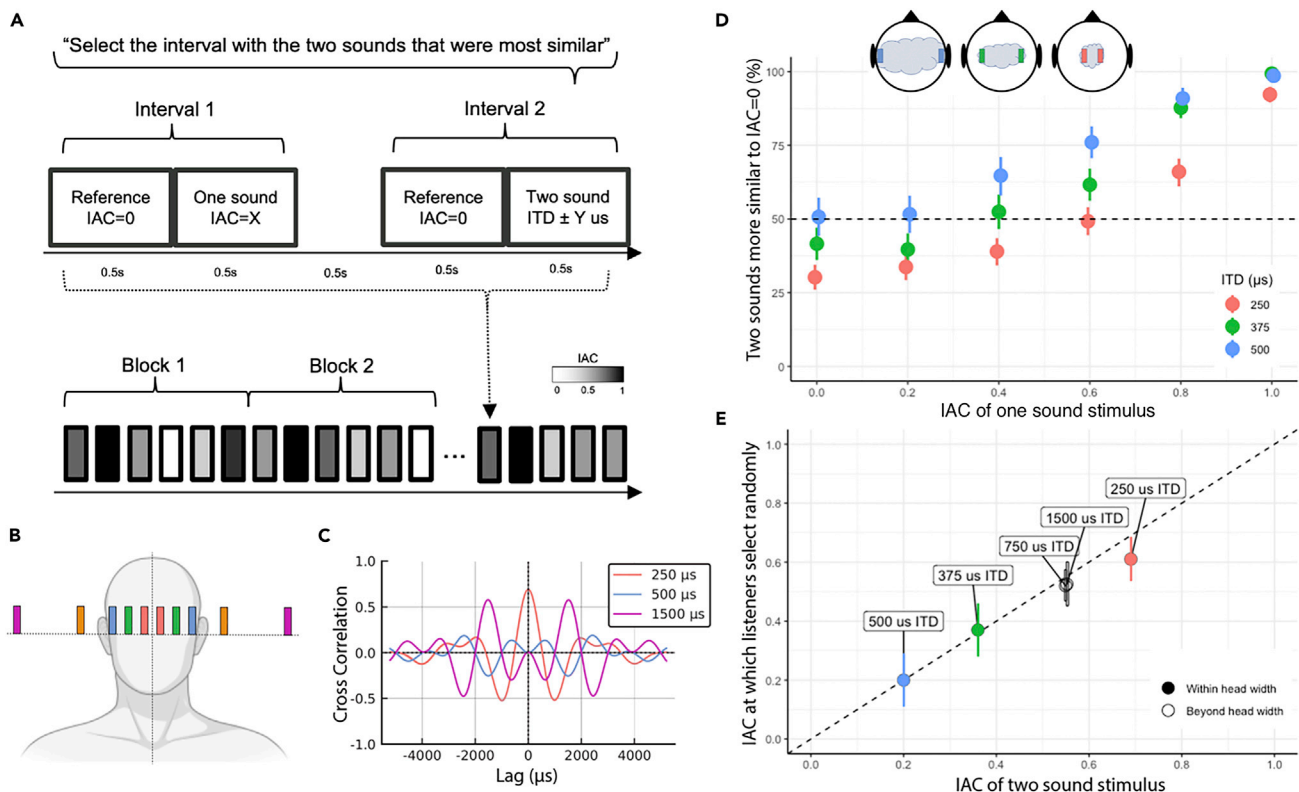 A
“Select the interval with the two sounds that were most similar”
Interval 1
Interval 2
Reference
IAC=0
One sound
IAC=X
Reference
IAC=0
Two sound
ITD ± Y us
0.5s
0.5s
0.5s
0.5s
0.5s
Block 1
Block 2
IAC
0
0.5
1
...
B
C
1.0
0.5
0.0
-0.5
-1.0
Cross Correlation
-4000
-2000
0
2000
4000
Lag (µs)
250 µs
500 µs
1500 µs
D
Two sounds more similar to IAC=0 (%)
100
75
50
25
0
0.0
0.2
0.4
0.6
0.8
1.0
IAC of one sound stimulus
ITD (µs)
250
375
500
E
IAC at which listeners select randomly
1.0
0.8
0.6
0.4
0.2
0.0
250 us ITD
1500 us ITD
750 us ITD
375 us ITD
500 us ITD
Within head width
Beyond head width
0.0
0.2
0.4
0.6
0.8
1.0
IAC of two sound stimulus